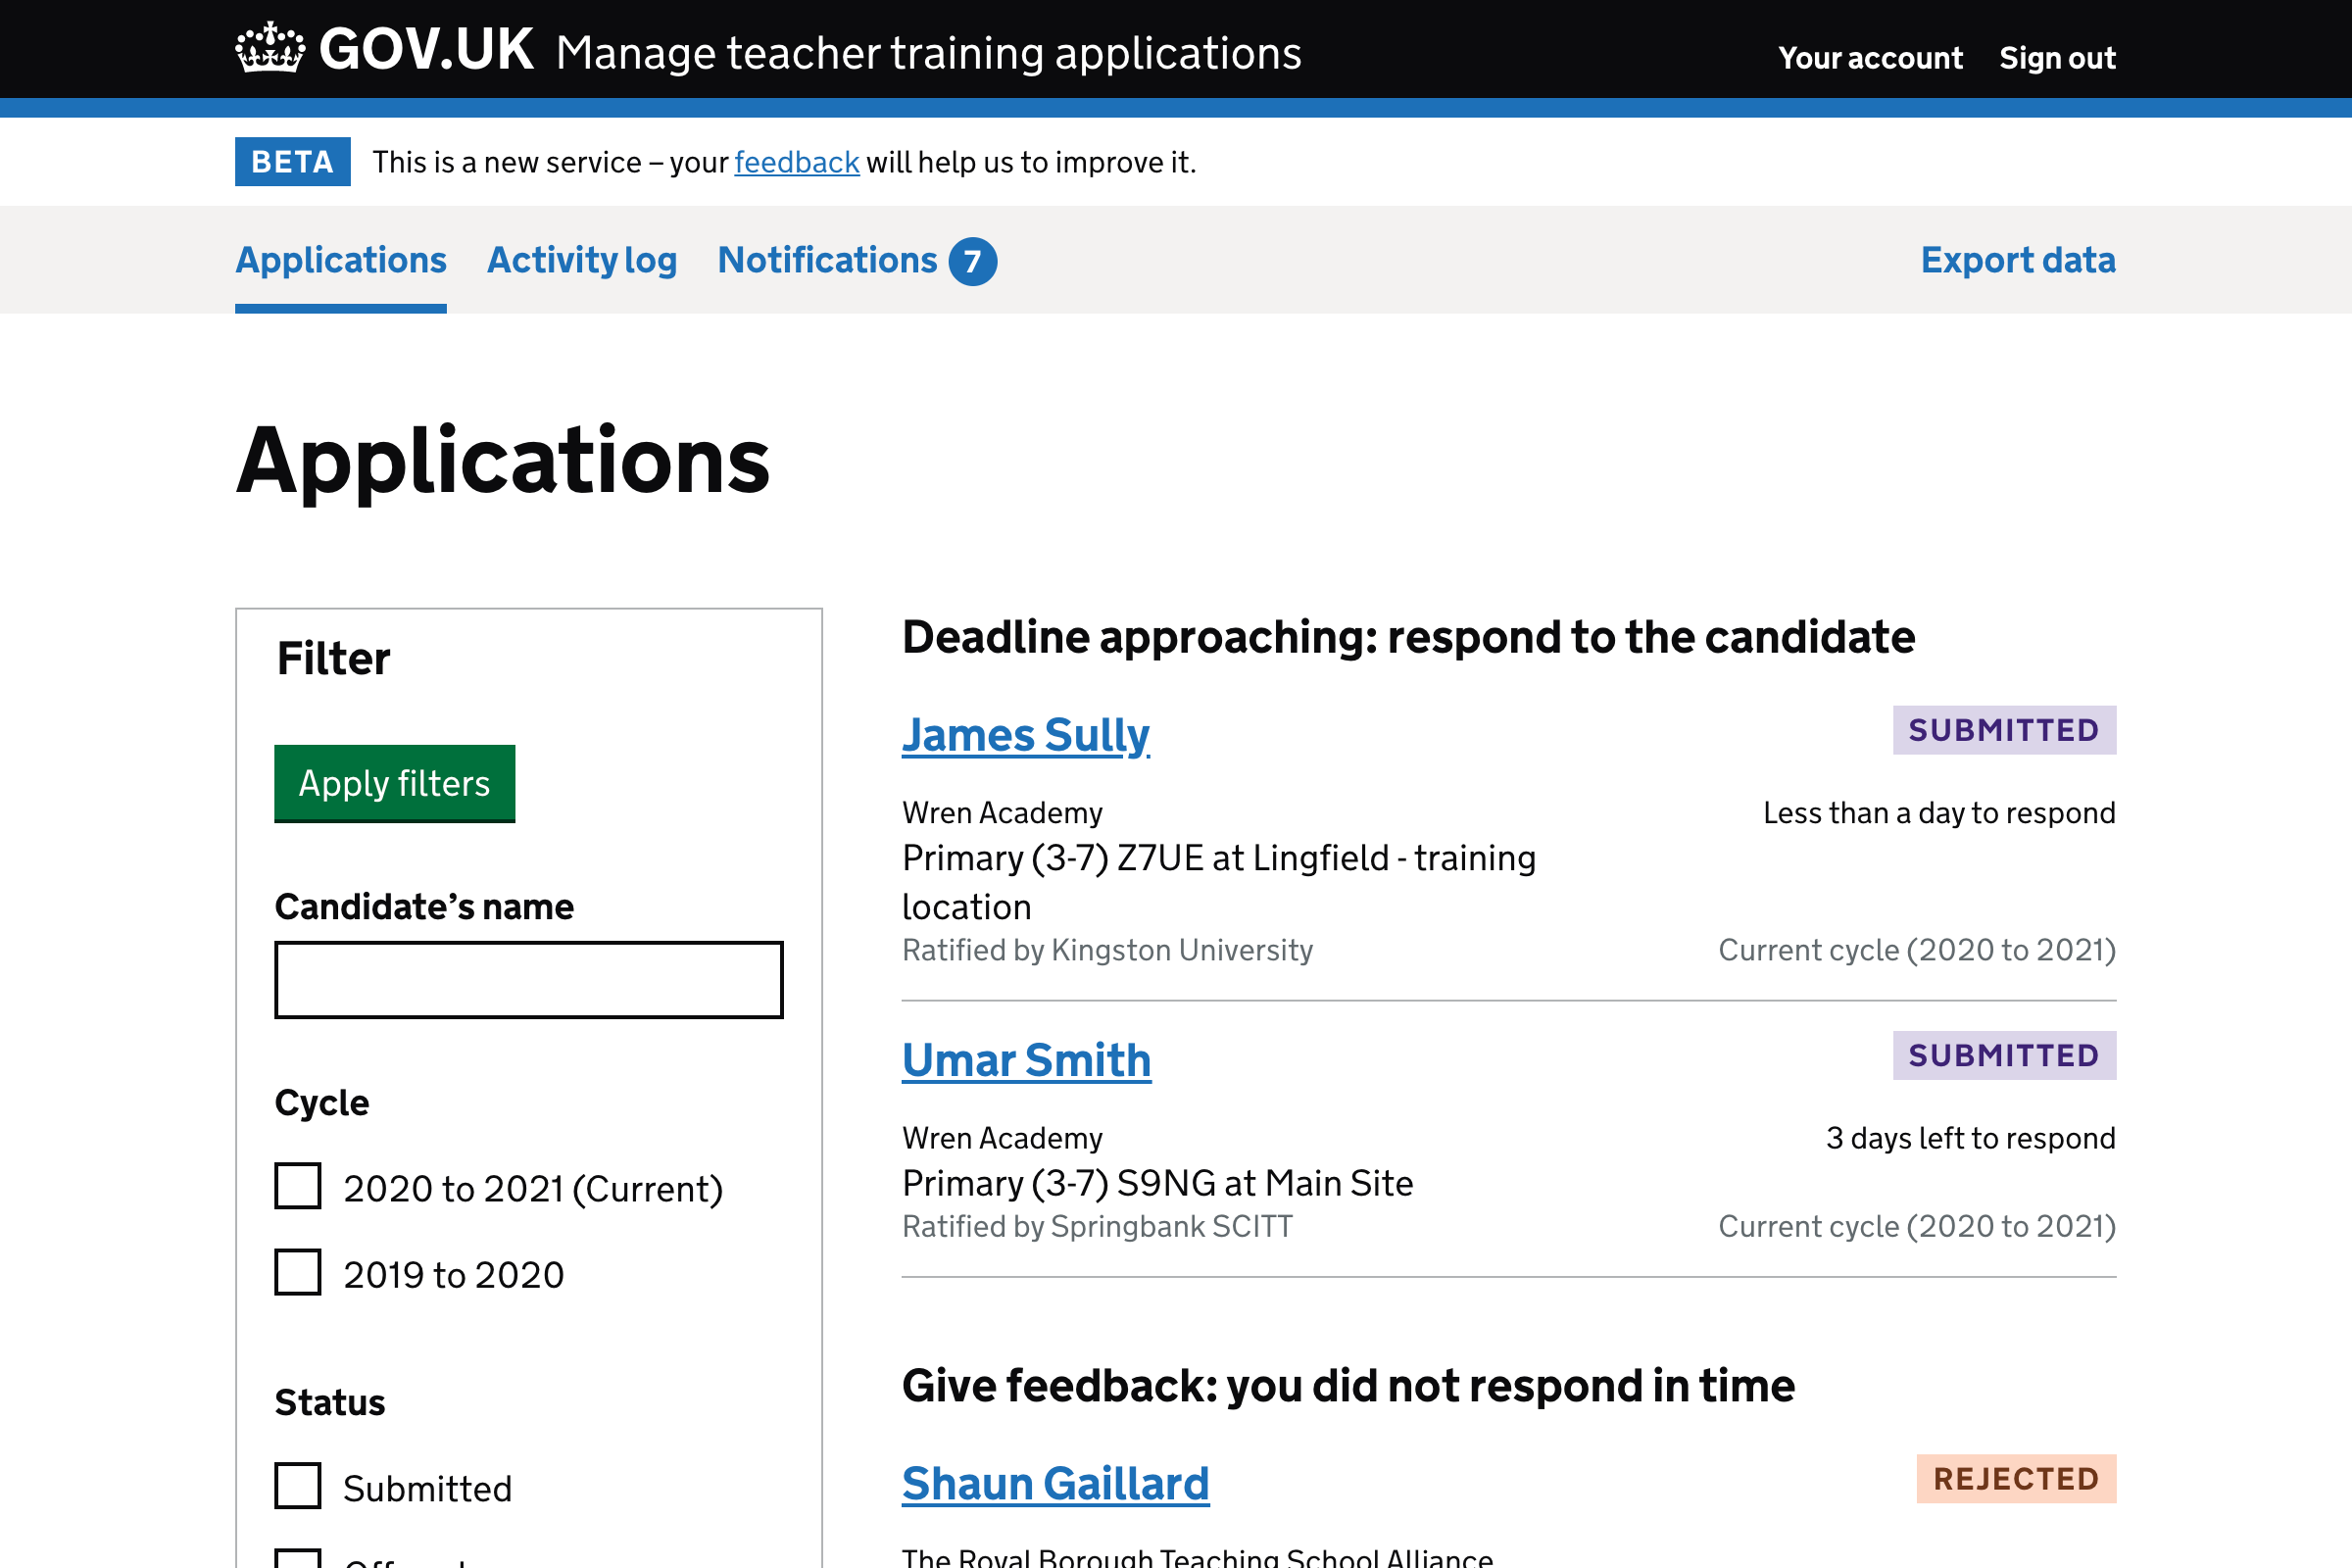 GOV.UK Manage teacher training applications
Your account Sign out
BETA This is a new service – your feedback will help us to improve it.
Applications Activity log Notifications 7 Export data
Applications
Filter
Apply filters
Candidate’s name
Cycle
2020 to 2021 (Current)
2019 to 2020
Status
Submitted
Deadline approaching: respond to the candidate
James Sully SUBMITTED
Wren Academy Less than a day to respond
Primary (3-7) Z7UE at Lingfield - training
location
Ratified by Kingston University Current cycle (2020 to 2021)
Umar Smith SUBMITTED
Wren Academy 3 days left to respond
Primary (3-7) S9NG at Main Site
Ratified by Springbank SCITT Current cycle (2020 to 2021)
Give feedback: you did not respond in time
Shaun Gaillard REJECTED
The Royal Borough Teaching School Alliance